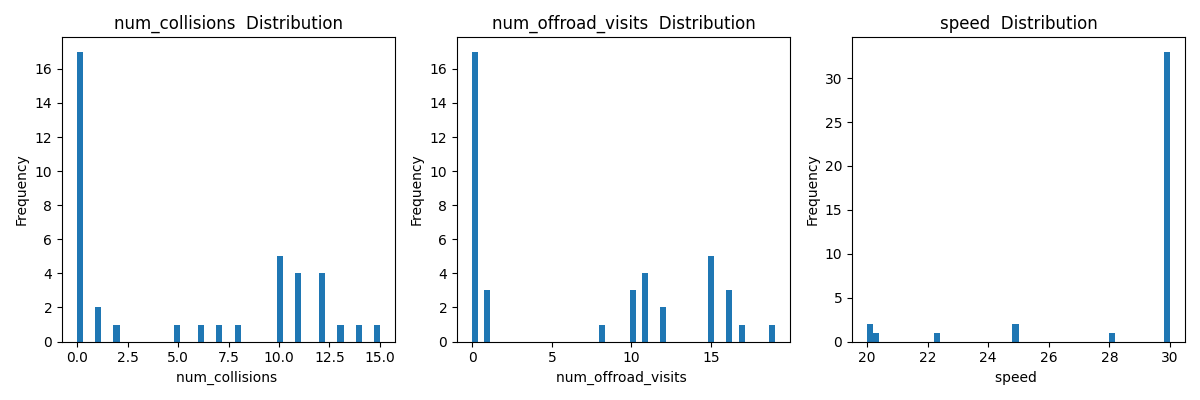 num_collisions  Distribution
16
14
12
10
8
6
4
2
0
Frequency
0.0 2.5 5.0 7.5 10.0 12.5 15.0
num_collisions
num_offroad_visits  Distribution
16
14
12
10
8
6
4
2
0
Frequency
0 5 10 15
num_offroad_visits
speed  Distribution
30
25
20
15
10
5
0
Frequency
20 22 24 26 28 30
speed